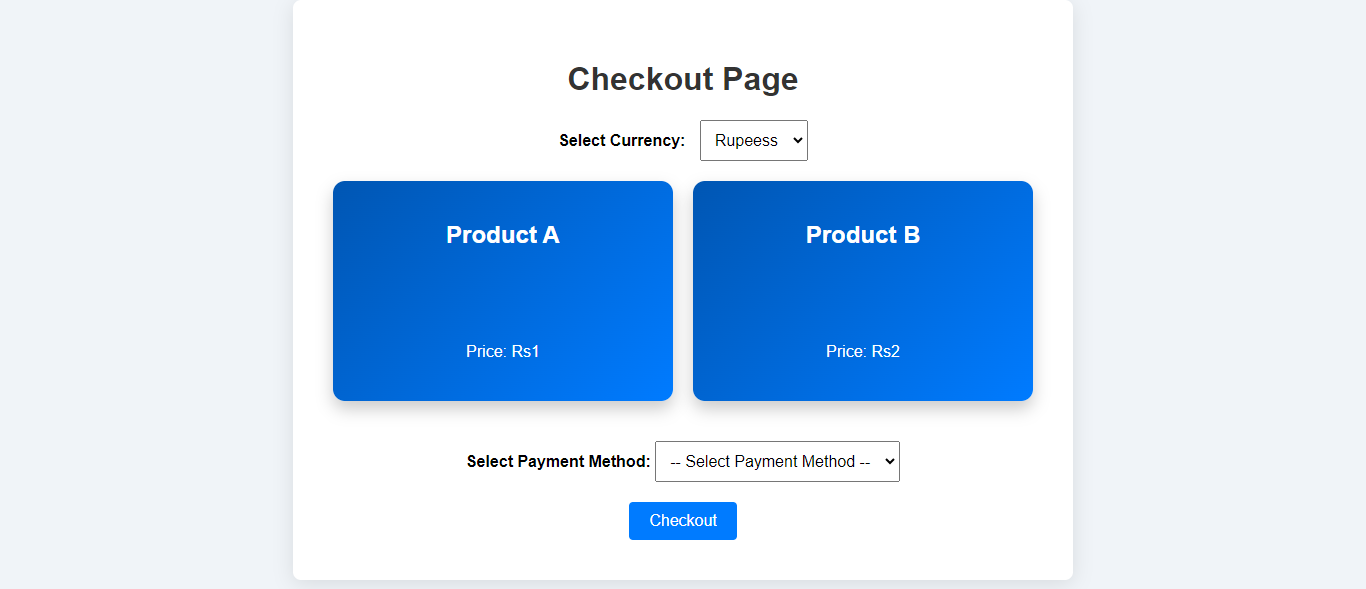 Checkout Page
Select Currency: Rupeess
Product A
Product B
Price: Rs1
Price: Rs2
Select Payment Method: -- Select Payment Method --
Checkout